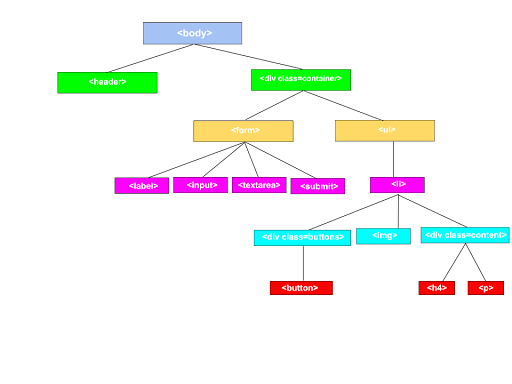 <body>
<header>
<div class=container>
<form>
<ul>
<label>
<input>
<textarea>
<submit>
<li>
<div class=buttons>
<img>
<div class=content>
<button>
<h4>
<p>